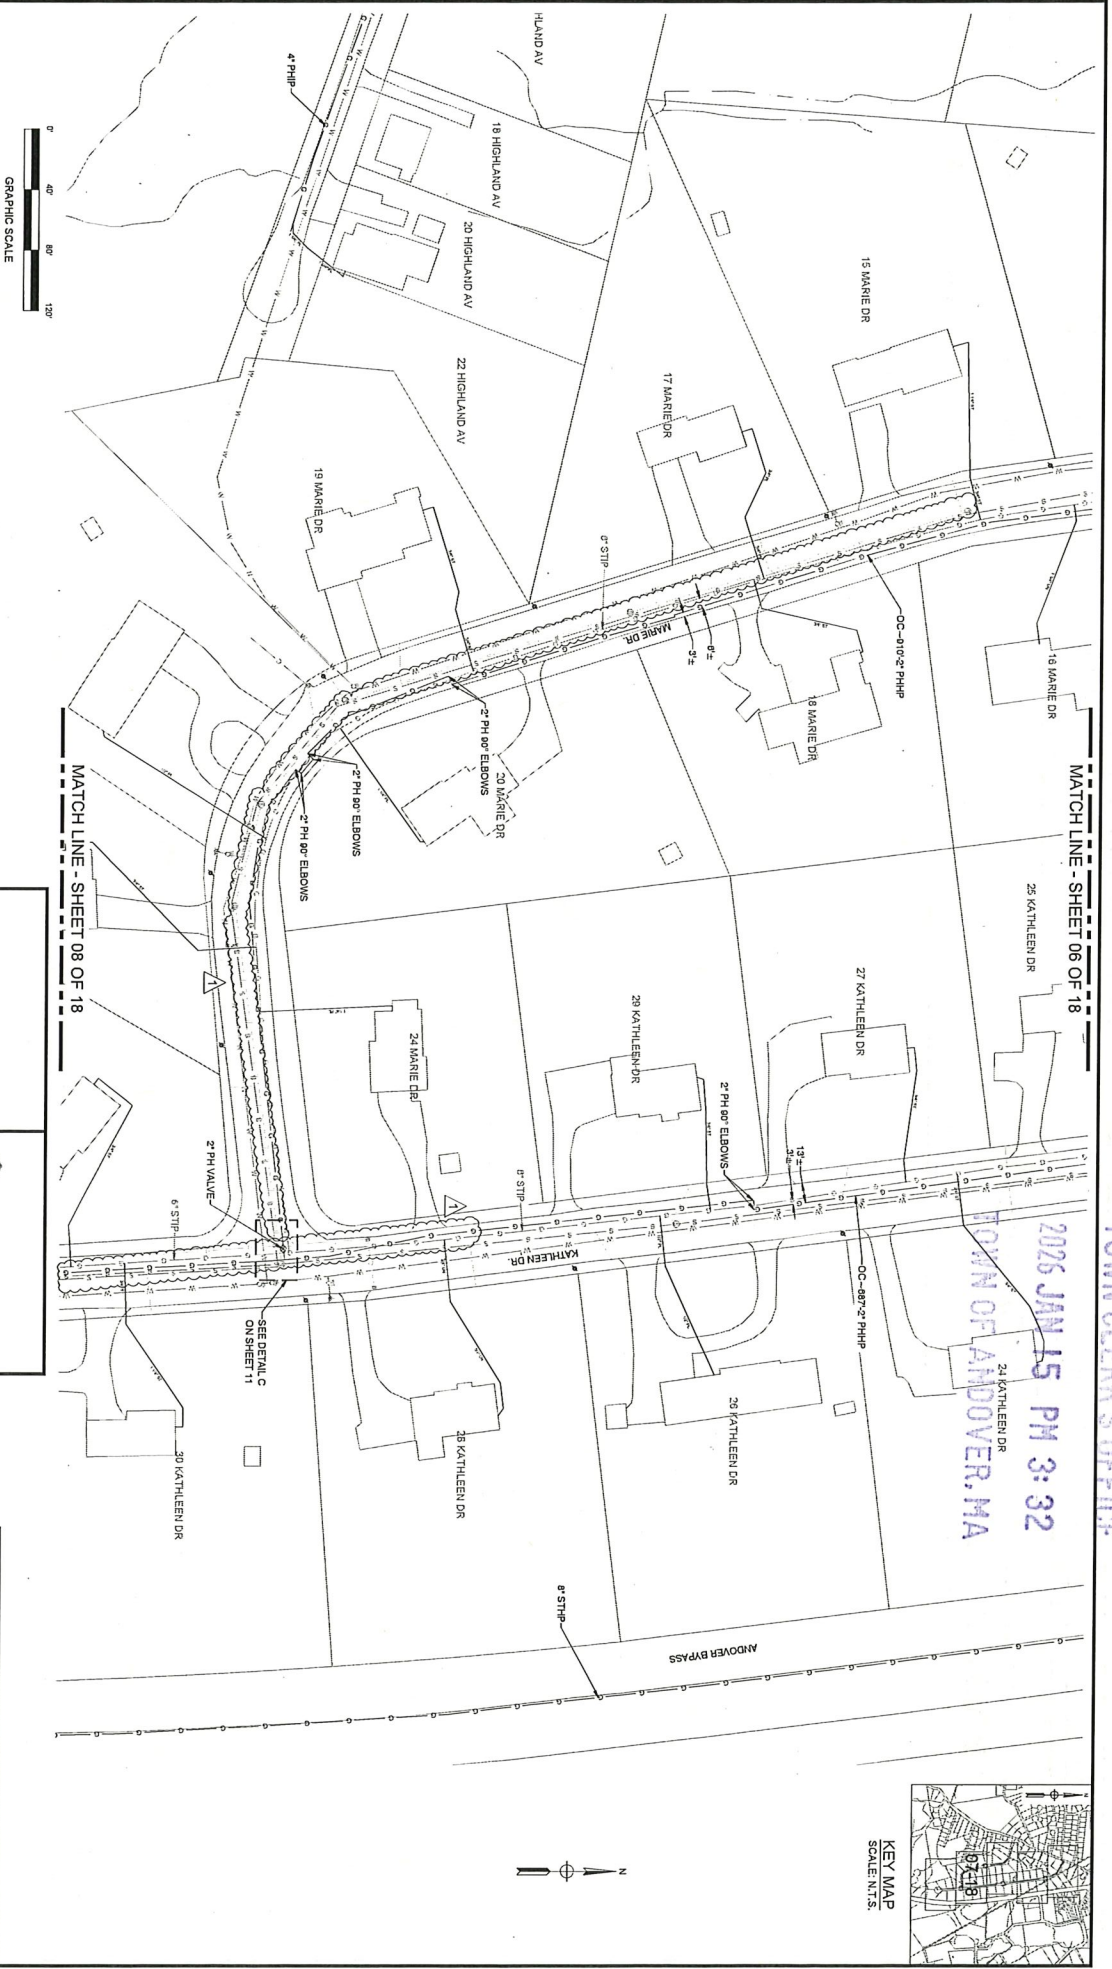 TOWN CLERK'S OFFICE
2026 JAN 15 PM 3:32
TOWN OF ANDOVER, MA
MATCH LINE - SHEET 06 OF 18
KEY MAP
SCALE: N.T.S.
07-18
N
N
15 MARIE DR
16 MARIE DR
17 MARIE DR
18 MARIE DR
19 MARIE DR
20 MARIE DR
24 MARIE DR
MARIE DR.
HLAND AV
18 HIGHLAND AV
20 HIGHLAND AV
22 HIGHLAND AV
25 KATHLEEN DR
27 KATHLEEN DR
29 KATHLEEN DR
24 KATHLEEN DR
26 KATHLEEN DR
28 KATHLEEN DR
30 KATHLEEN DR
KATHLEEN DR.
ANDOVER BYPASS
4" PHIP
OC-910'-2" PHHP
6'±
3'±
6" STIP
2" PH 90° ELBOWS
2" PH 90° ELBOWS
2" PH 90° ELBOWS
2" PH 90° ELBOWS
13'±
3'±
OC-687'-2" PHHP
6" STIP
8" STHP
2" PH VALVE
6" STIP
SEE DETAIL C
ON SHEET 11
1
1
MATCH LINE - SHEET 08 OF 18
0' 40' 80' 120'
GRAPHIC SCALE